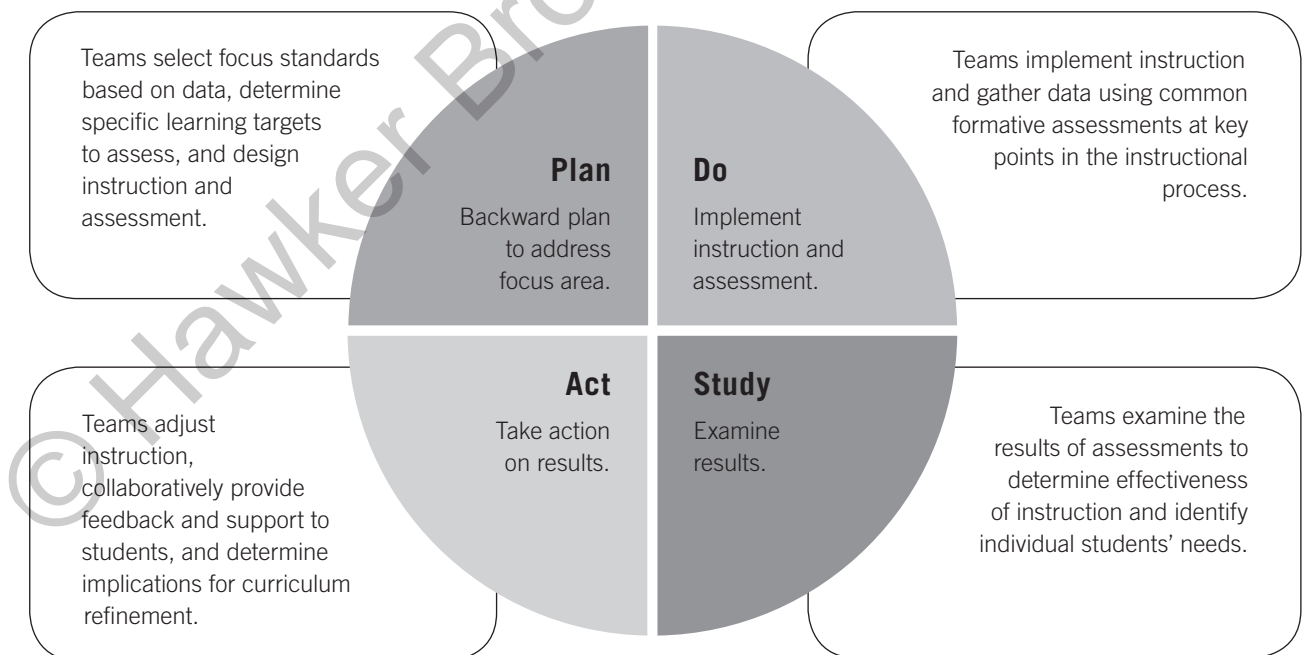 Teams select focus standards
based on data, determine
specific learning targets
to assess, and design
instruction and
assessment.
Plan
Backward plan
to address
focus area.
Do
Implement
instruction and
assessment.
Teams implement instruction
and gather data using common
formative assessments at key
points in the instructional
process.
Teams adjust
instruction,
collaboratively provide
feedback and support to
students, and determine
implications for curriculum
refinement.
Act
Take action
on results.
Study
Examine
results.
Teams examine the
results of assessments to
determine effectiveness
of instruction and identify
individual students’ needs.
© Hawker Bro